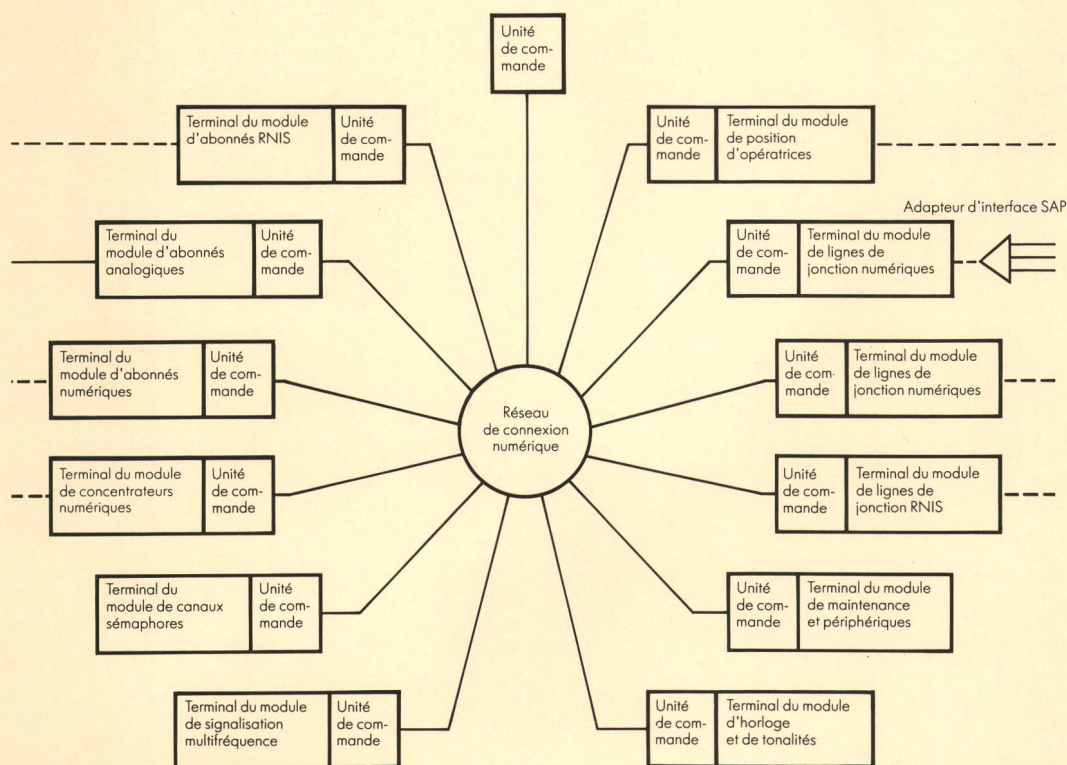 Unité
de com-
mande
Terminal du module
d'abonnés RNIS
Unité
de com-
mande
Unité
de com-
mande
Terminal du module
de position
d'opératrices
Adapteur d'interface SAP
Terminal du
module d'abonnés
analogiques
Unité
de com-
mande
Unité
de com-
mande
Terminal du module
de lignes de
jonction numériques
Terminal du
module d'abonnés
numériques
Unité
de com-
mande
Unité
de com-
mande
Terminal du module
de lignes de
jonction numériques
Réseau
de connexion
numérique
Terminal du module
de concentrateurs
numériques
Unité
de com-
mande
Unité
de com-
mande
Terminal du module
de lignes de
jonction RNIS
Terminal du
module de canaux
sémaphores
Unité
de com-
mande
Unité
de com-
mande
Terminal du module
de maintenance
et périphériques
Terminal du module
de signalisation
multifréquence
Unité
de com-
mande
Unité
de com-
mande
Terminal du module
d'horloge
et de tonalités